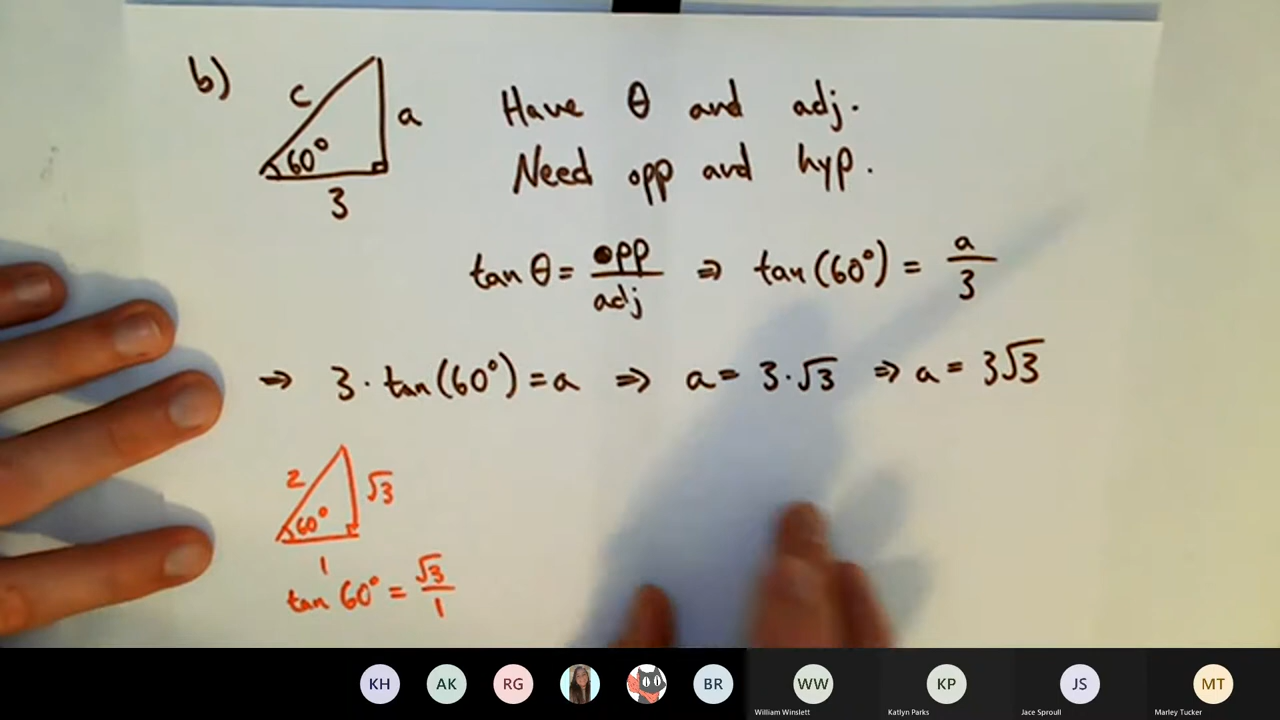 b)
c
a
60°
3
Have θ and adj.
Need opp and hyp.
tan θ = opp/adj ⇒ tan(60°) = a/3
⇒ 3 · tan(60°) = a ⇒ a = 3·√3 ⇒ a = 3√3
2
√3
60°
1
tan 60° = √3/1
KH AK RG BR WW KP JS MT
William Winslett Katlyn Parks Jace Sproull Marley Tucker